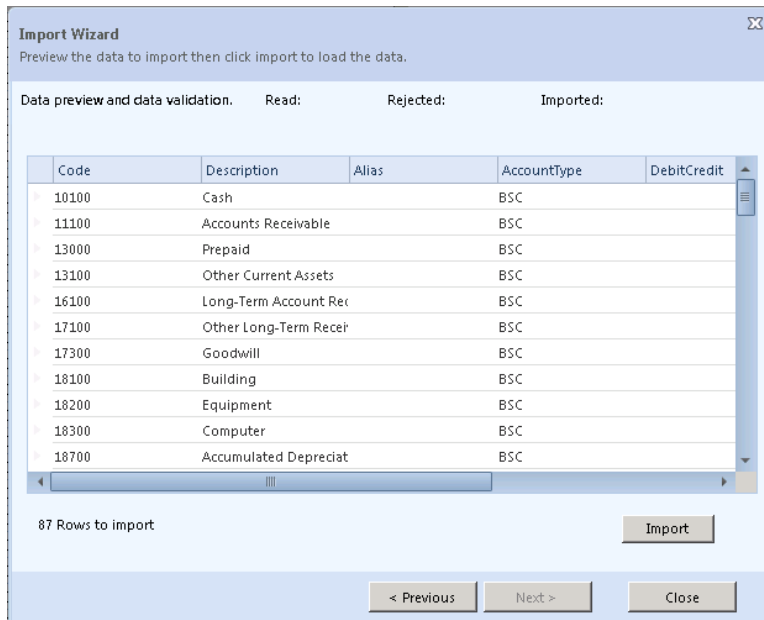 Import Wizard
Preview the data to import then click import to load the data.
Data preview and data validation. Read: Rejected: Imported:
Code Description Alias AccountType DebitCredit
10100 Cash BSC
11100 Accounts Receivable BSC
13000 Prepaid BSC
13100 Other Current Assets BSC
16100 Long-Term Account Rec BSC
17100 Other Long-Term Recei BSC
17300 Goodwill BSC
18100 Building BSC
18200 Equipment BSC
18300 Computer BSC
18700 Accumulated Depreciat BSC
87 Rows to import
Import
< Previous Next > Close